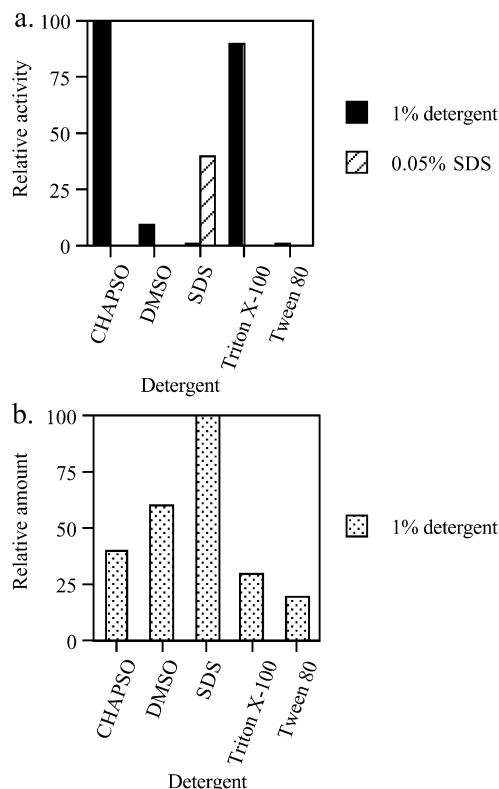 a.
100
75
50
25
0
Relative activity
1% detergent
0.05% SDS
CHAPSO
DMSO
SDS
Triton X-100
Tween 80
Detergent
b.
100
75
50
25
0
Relative amount
1% detergent
CHAPSO
DMSO
SDS
Triton X-100
Tween 80
Detergent